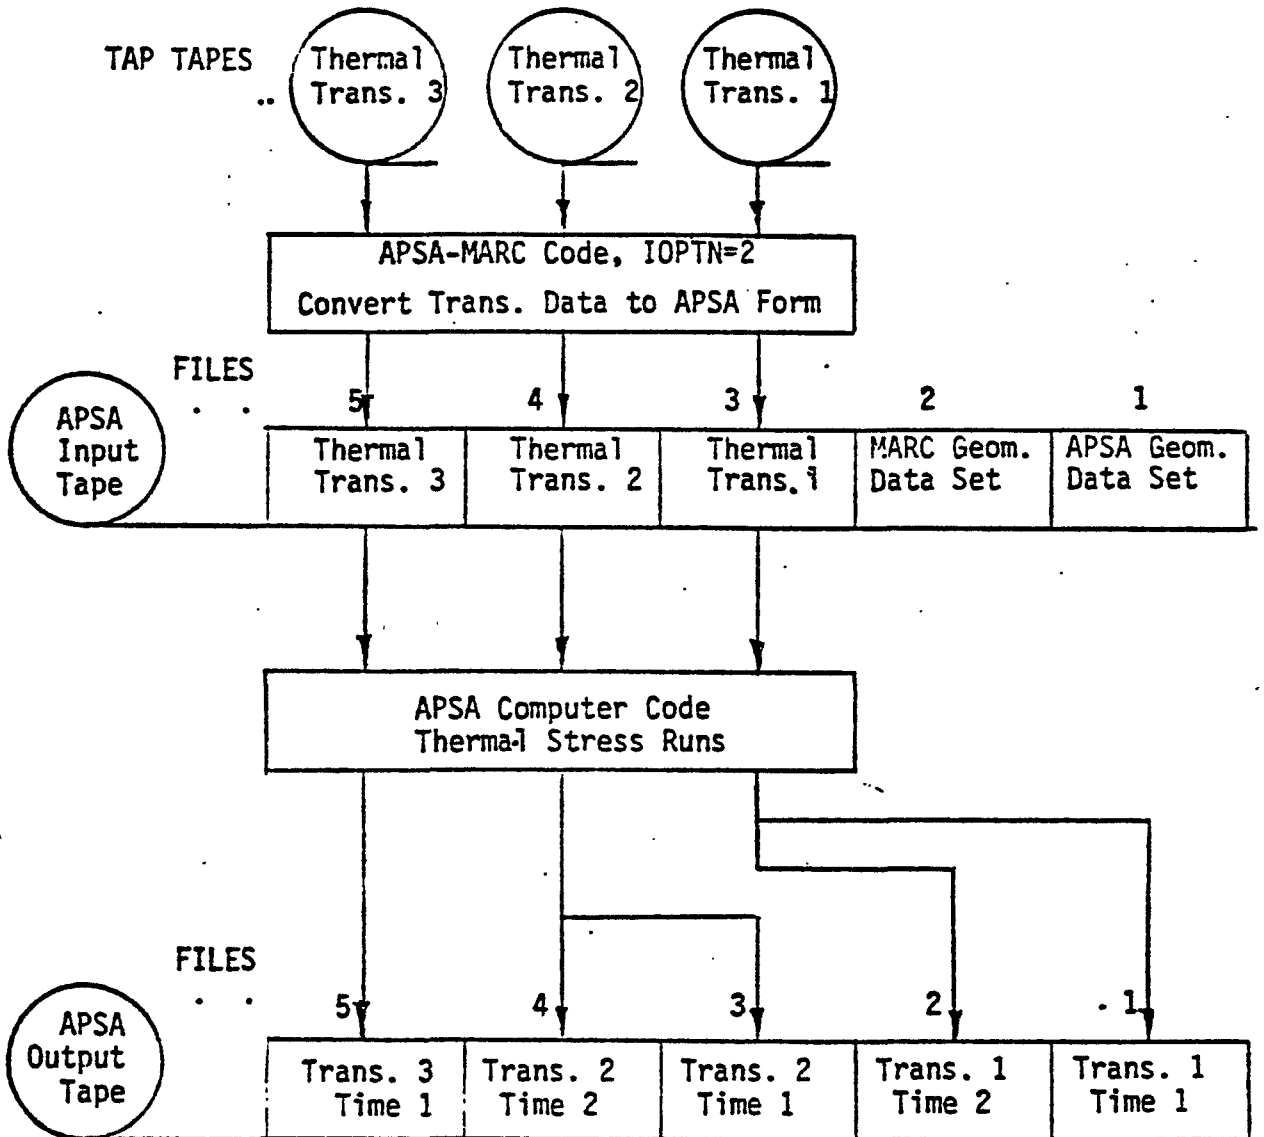 TAP TAPES
..
Thermal
Trans. 3
Thermal
Trans. 2
Thermal
Trans. 1
APSA-MARC Code, IOPTN=2
Convert Trans. Data to APSA Form
FILES
. .
5 4 3 2 1
APSA
Input
Tape
Thermal
Trans. 3
Thermal
Trans. 2
Thermal
Trans. 1
MARC Geom.
Data Set
APSA Geom.
Data Set
APSA Computer Code
Thermal Stress Runs
FILES
. .
5 4 3 2 1
APSA
Output
Tape
Trans. 3
Time 1
Trans. 2
Time 2
Trans. 2
Time 1
Trans. 1
Time 2
Trans. 1
Time 1